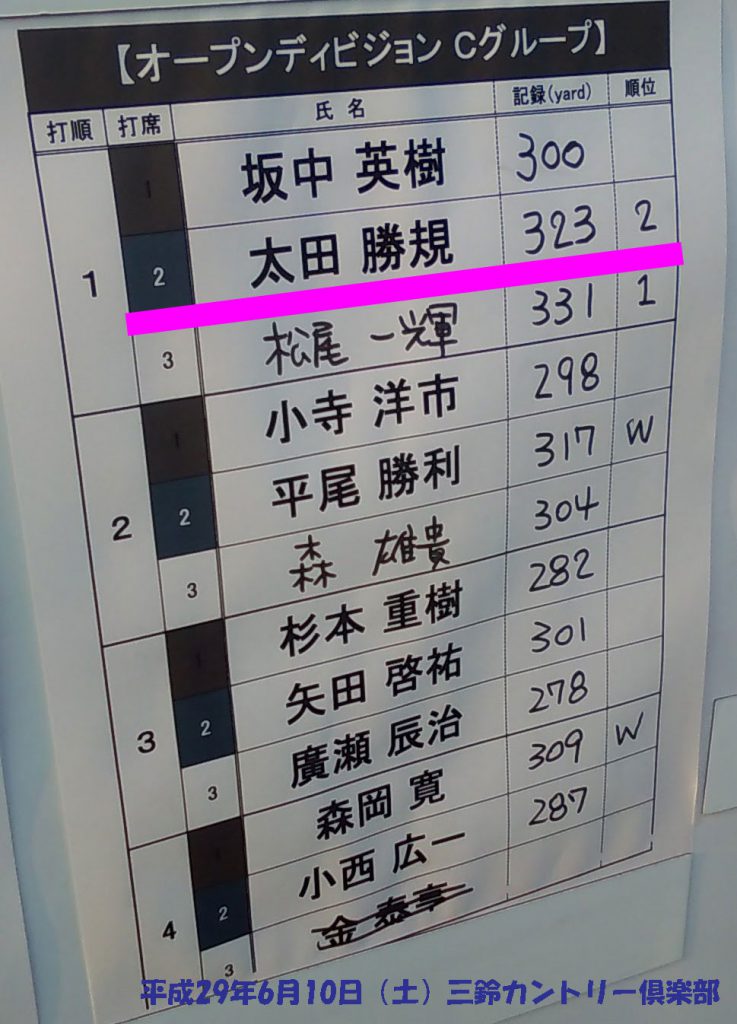 【オープンディビジョン Cグループ】
打順 打席 氏 名 記録(yard) 順位
1 1 坂中 英樹 300
2 太田 勝規 323 2
3 松尾 一輝 331 1
2 1 小寺 洋市 298
2 平尾 勝利 317 W
3 森 雄貴 304
3 1 杉本 重樹 282
2 矢田 啓祐 301
3 廣瀬 辰治 278
4 1 森岡 寛 309 W
2 小西 広一 287
3 金 泰享
平成29年6月10日（土）三鈴カントリー倶楽部